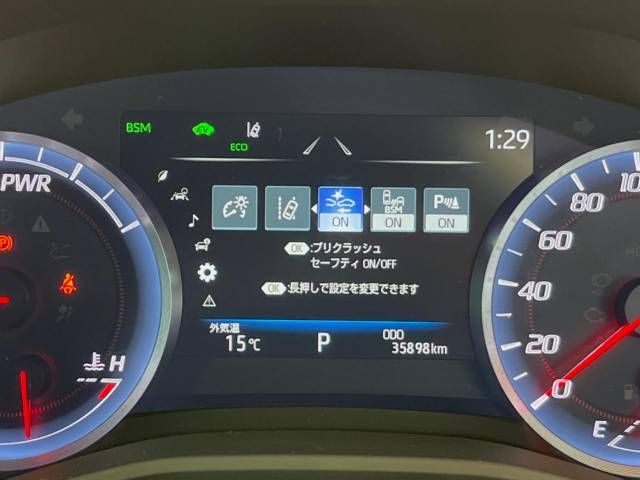 BSM
EV
ECO
1:29
PWR
ON
BSM
ON
P
ON
OK :プリクラッシュ
セーフティ ON/OFF
OK :長押しで設定を変更できます
外気温
15℃
P
ODO
35898km
H
100
80
60
40
20
0
E